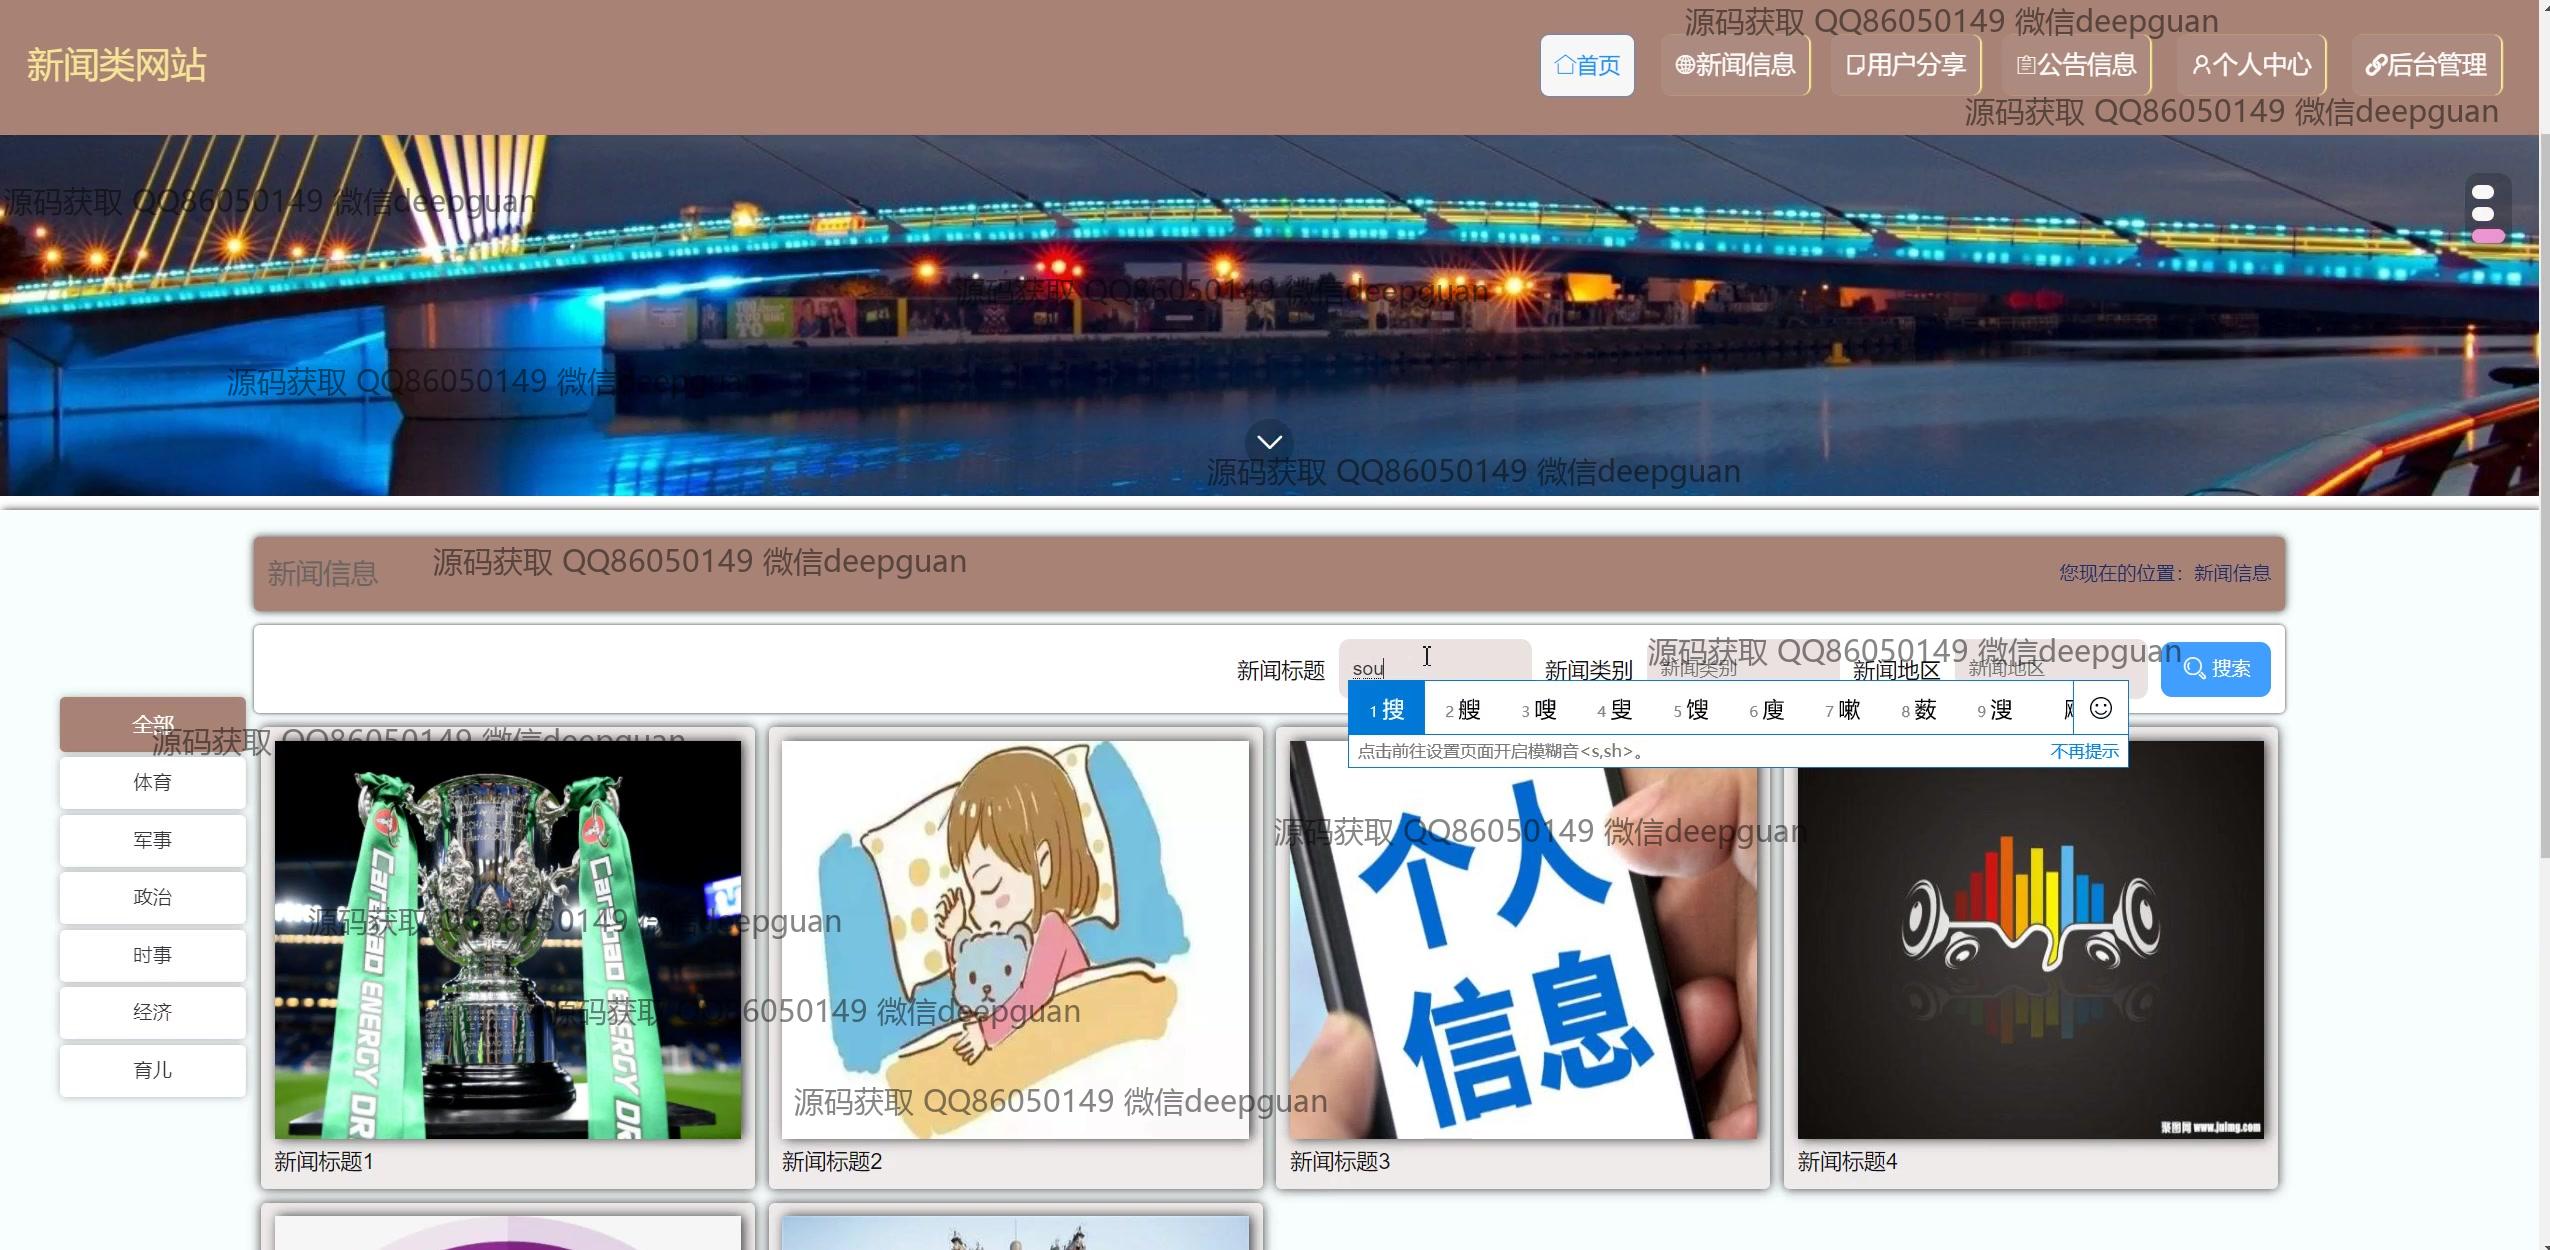 源码获取 QQ86050149 微信deepguan
新闻类网站
首页
新闻信息
用户分享
公告信息
个人中心
后台管理
源码获取 QQ86050149 微信deepguan
源码获取 QQ86050149 微信deepguan
源码获取 QQ86050149 微信deepguan
源码获取 QQ86050149 微信deepguan
源码获取 QQ86050149 微信deepguan
新闻信息
源码获取 QQ86050149 微信deepguan
您现在的位置：新闻信息
源码获取 QQ86050149 微信deepguan
新闻标题
sou
新闻类别
新闻类别
新闻地区
新闻地区
搜索
1 搜 2 艘 3 嗖 4 叟 5 馊 6 廋 7 嗽 8 薮 9 溲
点击前往设置页面开启模糊音<s,sh>。
不再提示
全部
源码获取 QQ86050149 微信deepguan
体育
军事
政治
时事
经济
育儿
Carabao ENERGY DR
Carabao ENERGY DR
源码获取 QQ86050149 微信deepguan
源码获取 QQ86050149 微信deepguan
源码获取 QQ86050149 微信deepguan
源码获取 QQ86050149 微信deepguan
个人
信息
聚图网 www.juimg.com
新闻标题1
新闻标题2
新闻标题3
新闻标题4